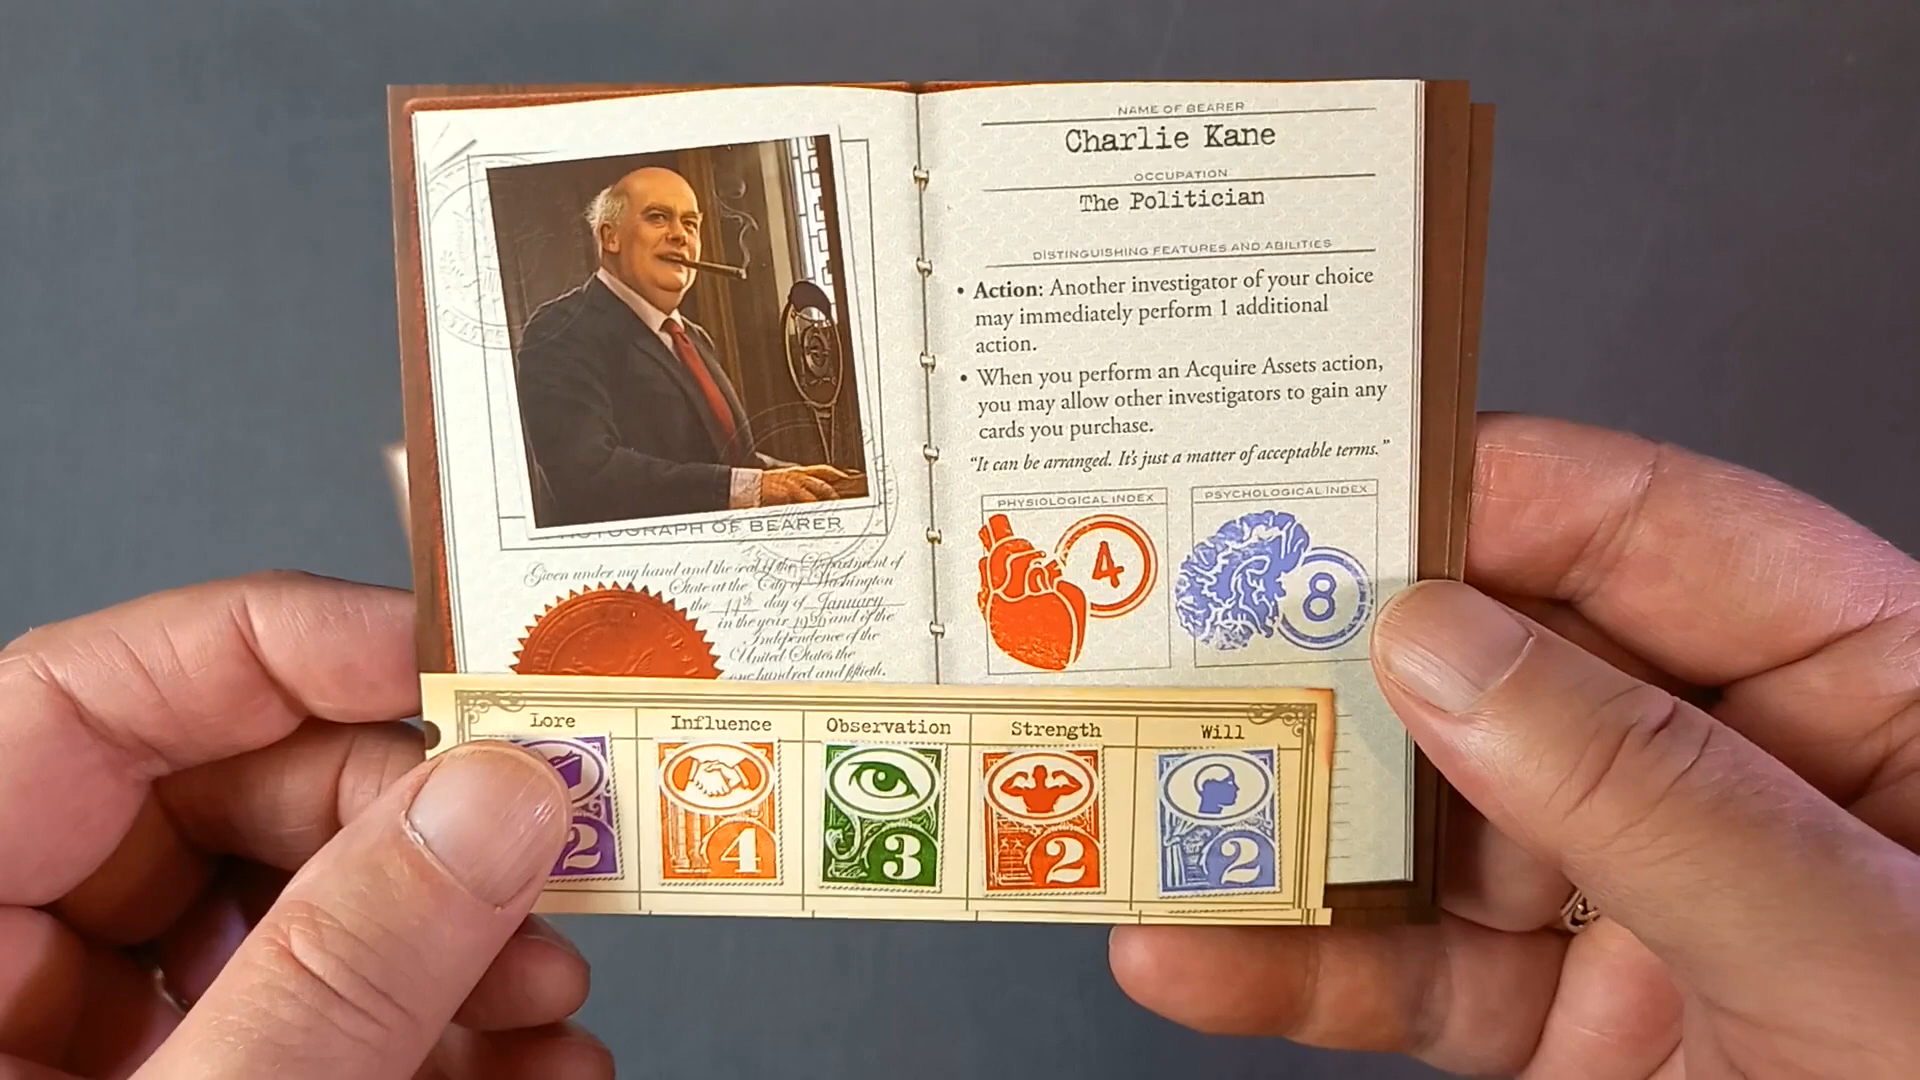 NAME OF BEARER
Charlie Kane
OCCUPATION
The Politician
DISTINGUISHING FEATURES AND ABILITIES
• Action: Another investigator of your choice
may immediately perform 1 additional
action.
• When you perform an Acquire Assets action,
you may allow other investigators to gain any
cards you purchase.
“It can be arranged. It's just a matter of acceptable terms.”
PHYSIOLOGICAL INDEX
PSYCHOLOGICAL INDEX
4
8
OF BEARER
Given under my hand and the seal of the Department of
State at the City of Washington
the day of January
in the year and of the
Independence of the
United States the
one hundred and fiftieth.
Lore
Influence
Observation
Strength
Will
2
4
3
2
2